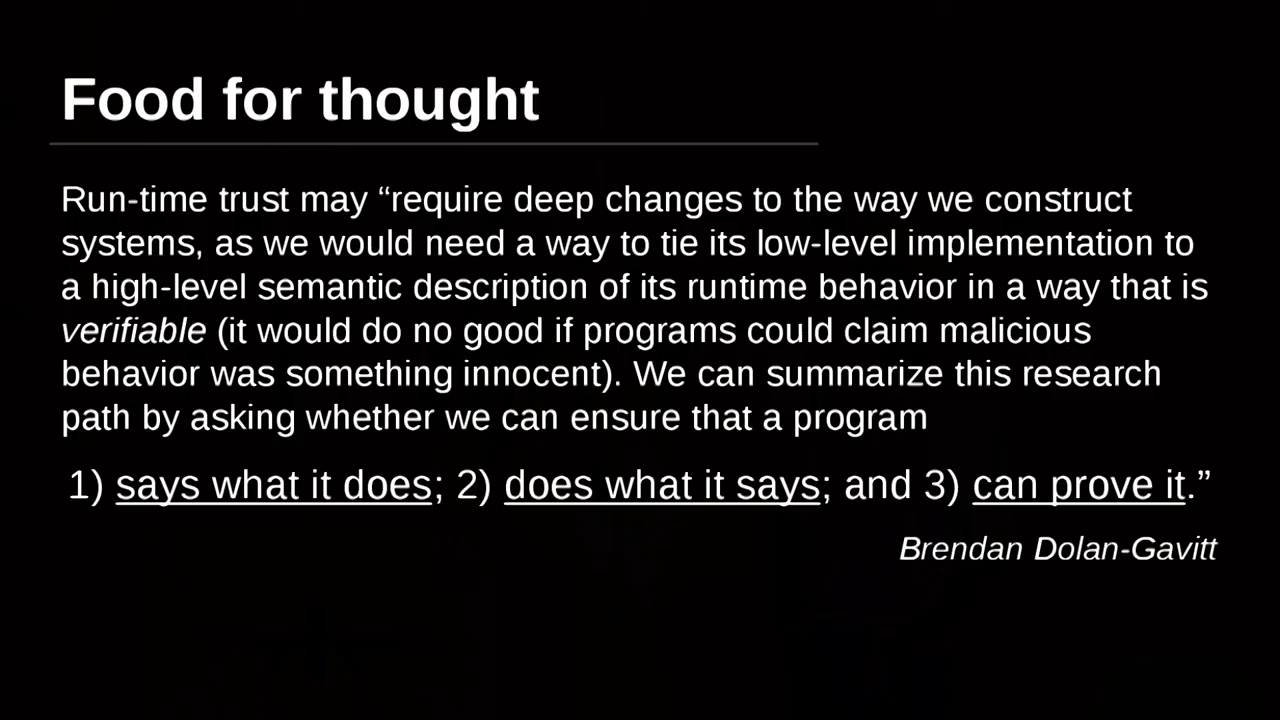 Food for thought
Run-time trust may “require deep changes to the way we construct
systems, as we would need a way to tie its low-level implementation to
a high-level semantic description of its runtime behavior in a way that is
verifiable (it would do no good if programs could claim malicious
behavior was something innocent). We can summarize this research
path by asking whether we can ensure that a program
1) says what it does; 2) does what it says; and 3) can prove it.”
Brendan Dolan-Gavitt